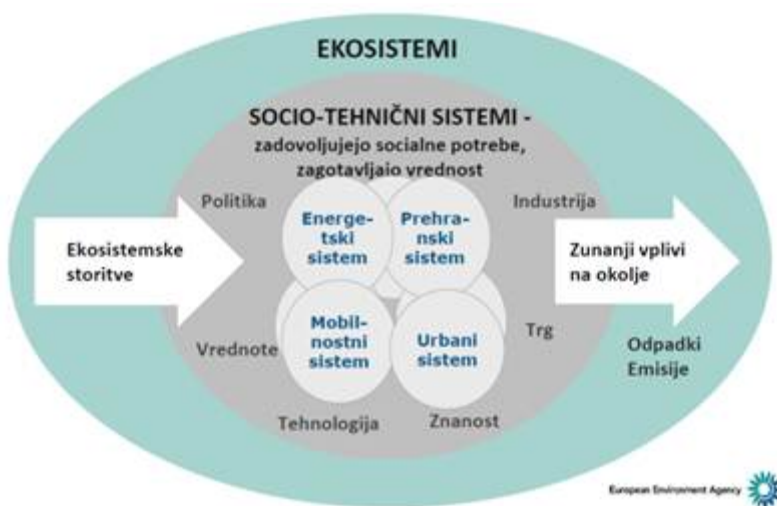 EKOSISTEMI
SOCIO-TEHNIČNI SISTEMI -
zadovoljujejo socialne potrebe,
zagotavljaio vrednost
Politika
Industrija
Energe-
tski
sistem
Prehra-
nski
sistem
Ekosistemske
storitve
Zunanji vplivi
na okolje
Mobil-
nostni
sistem
Urbani
sistem
Vrednote
Trg
Odpadki
Emisije
Tehnologija
Znanost
European Environment Agency